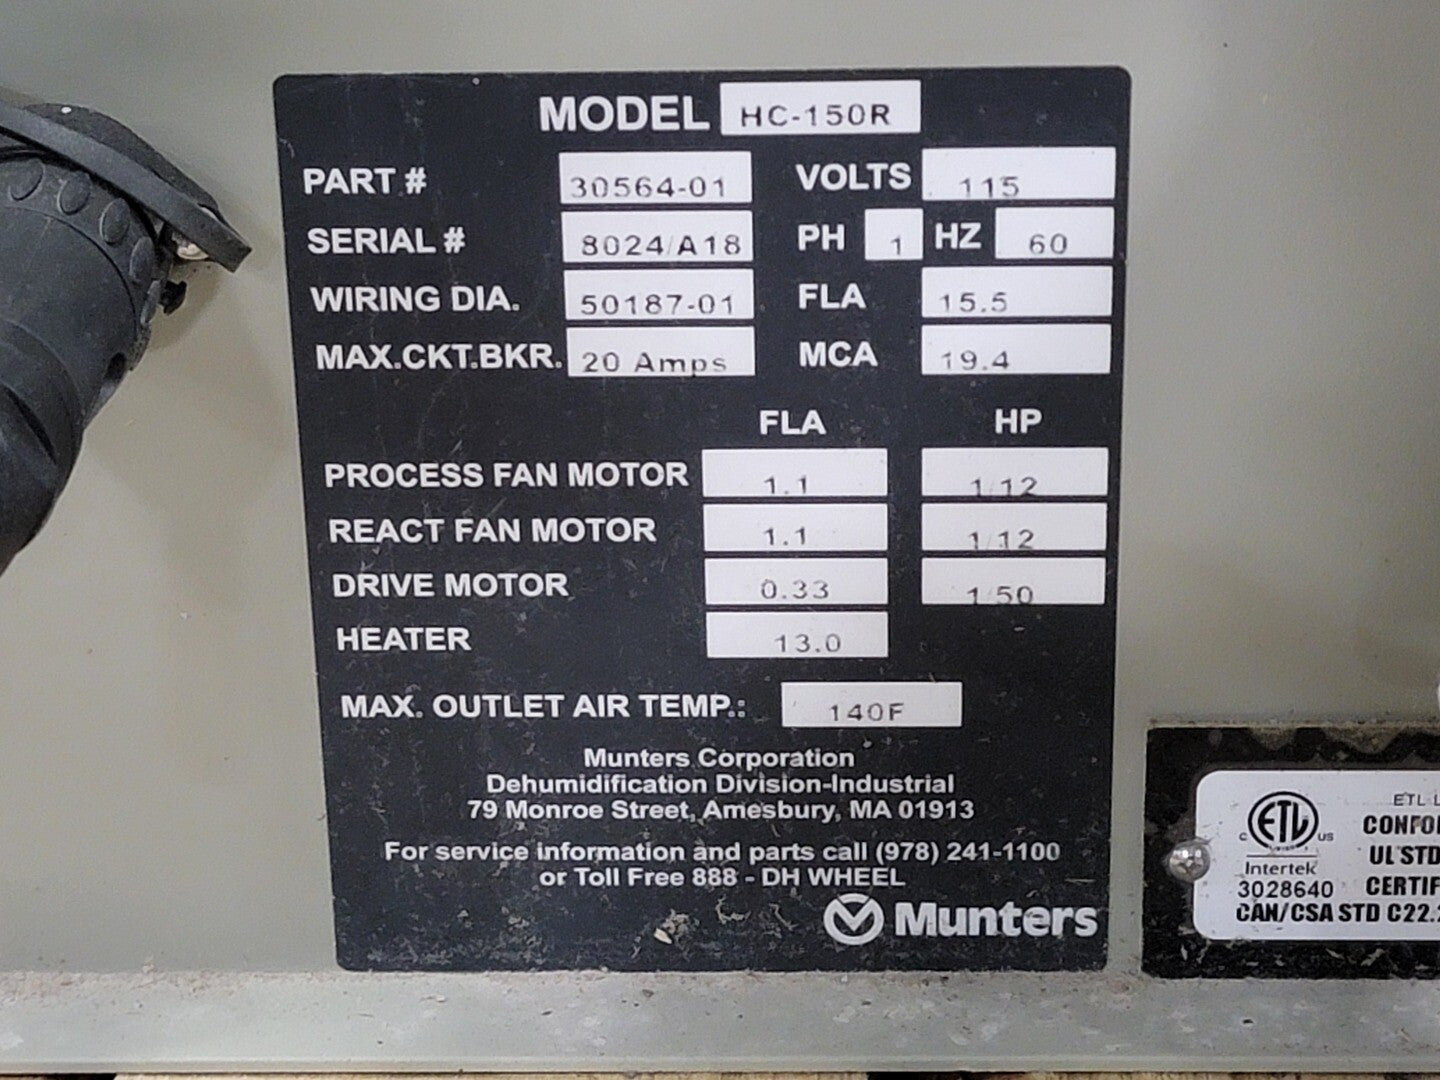 MODEL HC-150R
PART # 30564-01 VOLTS 115
SERIAL # 8024/A18 PH 1 HZ 60
WIRING DIA. 50187-01 FLA 15.5
MAX.CKT.BKR. 20 Amps MCA 19.4
FLA HP
PROCESS FAN MOTOR 1.1 1/12
REACT FAN MOTOR 1.1 1/12
DRIVE MOTOR 0.33 1/50
HEATER 13.0
MAX. OUTLET AIR TEMP.: 140F
Munters Corporation
Dehumidification Division-Industrial
79 Monroe Street, Amesbury, MA 01913
For service information and parts call (978) 241-1100
or Toll Free 888 - DH WHEEL
Munters
C ETL US
Intertek
3028640
ETL
UL STD
CAN/CSA STD C22.2